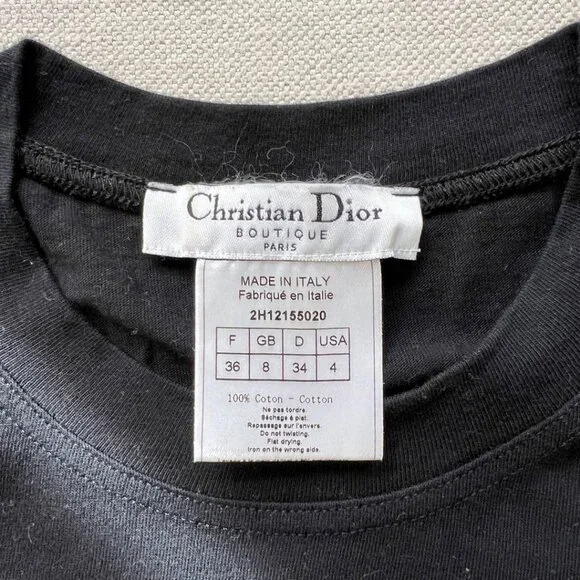 Christian Dior
BOUTIQUE
PARIS
MADE IN ITALY
Fabriqué en Italie
2H12155020
F GB D USA
36 8 34 4
100% Coton - Cotton
Ne pas tordre.
Séchage à plat.
Repassage sur l'envers.
Do not twisting.
Flat drying.
Iron on the wrong side.